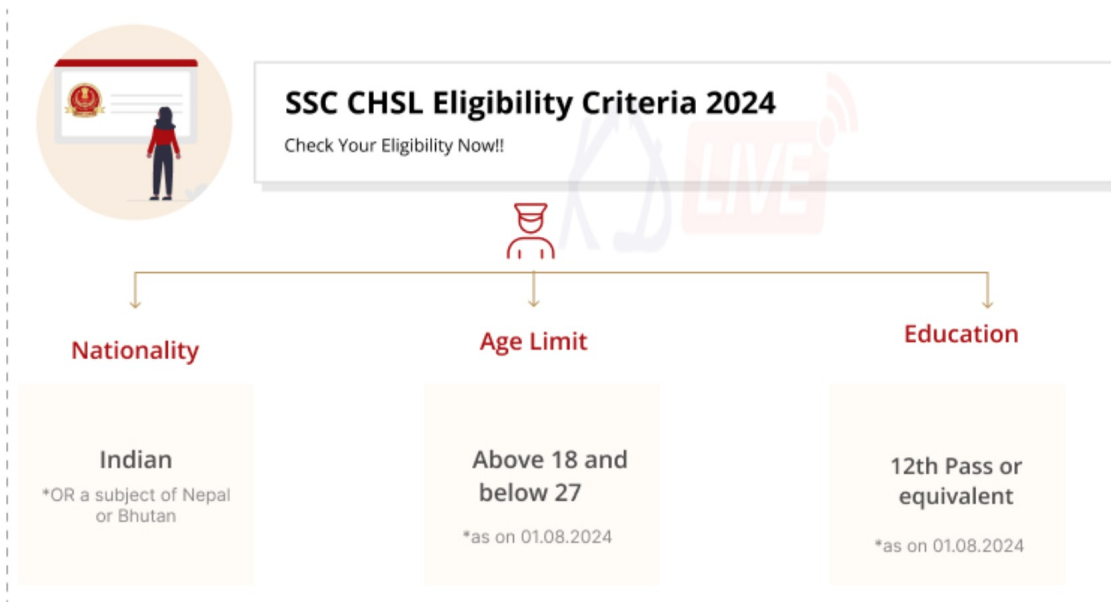 SSC CHSL Eligibility Criteria 2024
Check Your Eligibility Now!!
KD LIVE
Nationality
Indian
*OR a subject of Nepal
or Bhutan
Age Limit
Above 18 and
below 27
*as on 01.08.2024
Education
12th Pass or
equivalent
*as on 01.08.2024